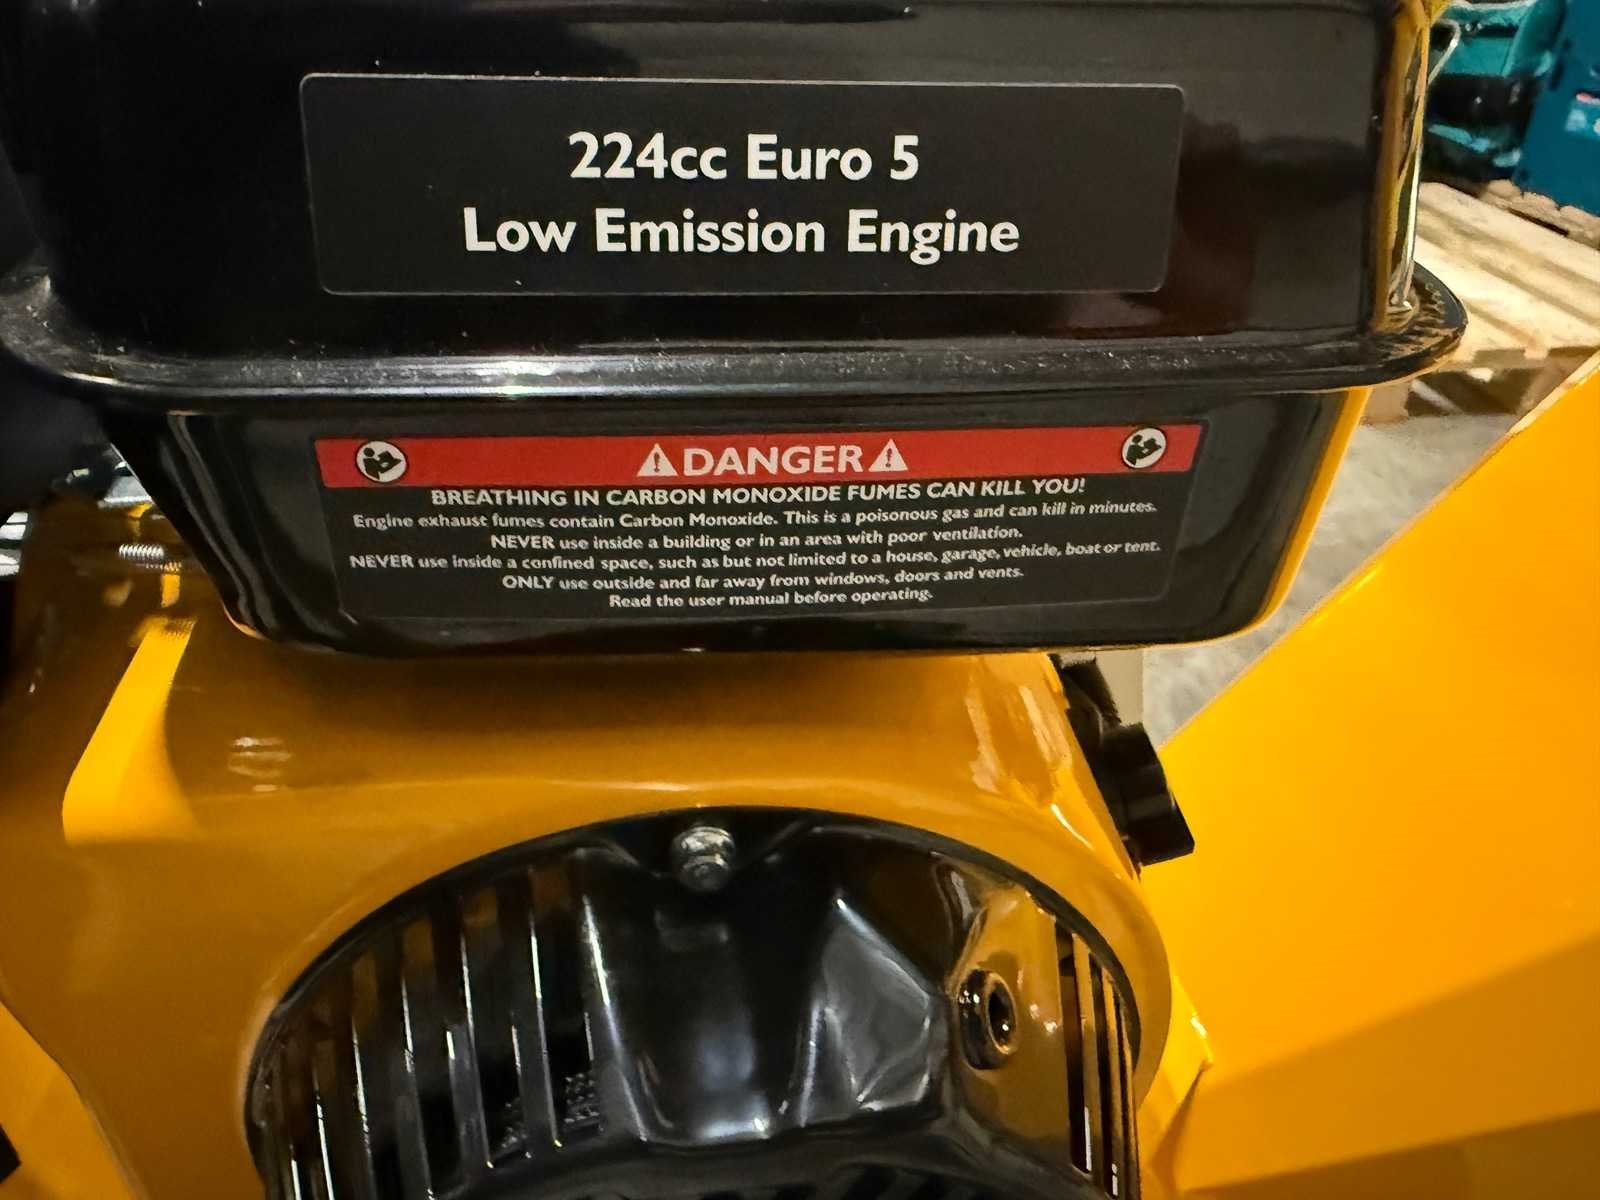 224cc Euro 5
Low Emission Engine
DANGER
BREATHING IN CARBON MONOXIDE FUMES CAN KILL YOU!
Engine exhaust fumes contain Carbon Monoxide. This is a poisonous gas and can kill in minutes.
NEVER use inside a building or in an area with poor ventilation.
NEVER use inside a confined space, such as but not limited to a house, garage, vehicle, boat or tent.
ONLY use outside and far away from windows, doors and vents.
Read the user manual before operating.